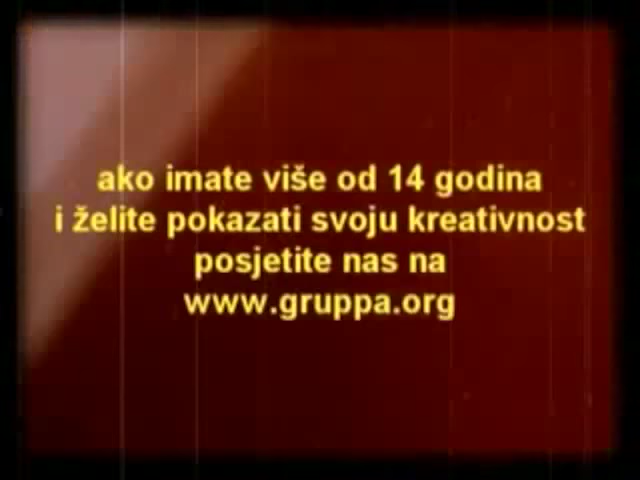 ako imate više od 14 godina
i želite pokazati svoju kreativnost
posjetite nas na
www.gruppa.org